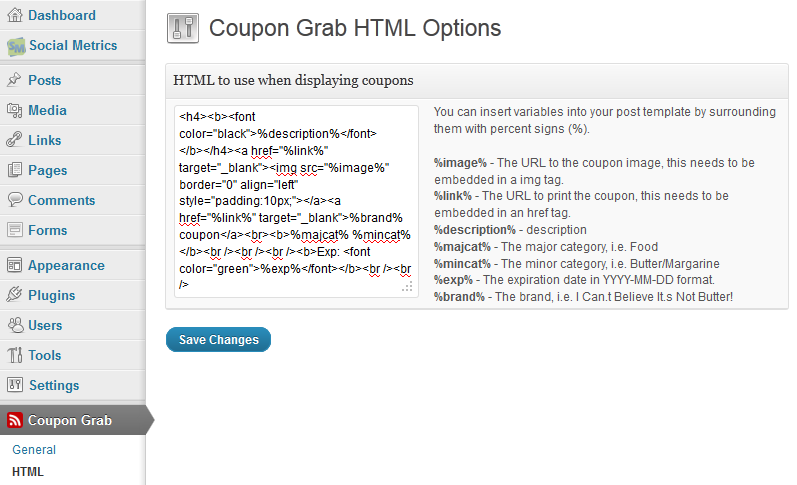 Dashboard
Social Metrics
Posts
Media
Links
Pages
Comments
Forms
Appearance
Plugins
Users
Tools
Settings
Coupon Grab
General
HTML
Coupon Grab HTML Options
HTML to use when displaying coupons
<h4><b><font
color="black">%description%</font>
</b></h4><a href="%link%"
target="_blank"><img src="%image%"
border="0" align="left"
style="padding:10px;"></a><a
href="%link%" target="_blank">%brand%
coupon</a><br><b>%majcat% %mincat%
</b><br /><br /><br /><b>Exp: <font
color="green">%exp%</font></b><br /><br
/>
You can insert variables into your post template by surrounding
them with percent signs (%).
%image% - The URL to the coupon image, this needs to be
embedded in a img tag.
%link% - The URL to print the coupon, this needs to be
embedded in an href tag.
%description% - description
%majcat% - The major category, i.e. Food
%mincat% - The minor category, i.e. Butter/Margarine
%exp% - The expiration date in YYYY-MM-DD format.
%brand% - The brand, i.e. I Can.t Believe It.s Not Butter!
Save Changes